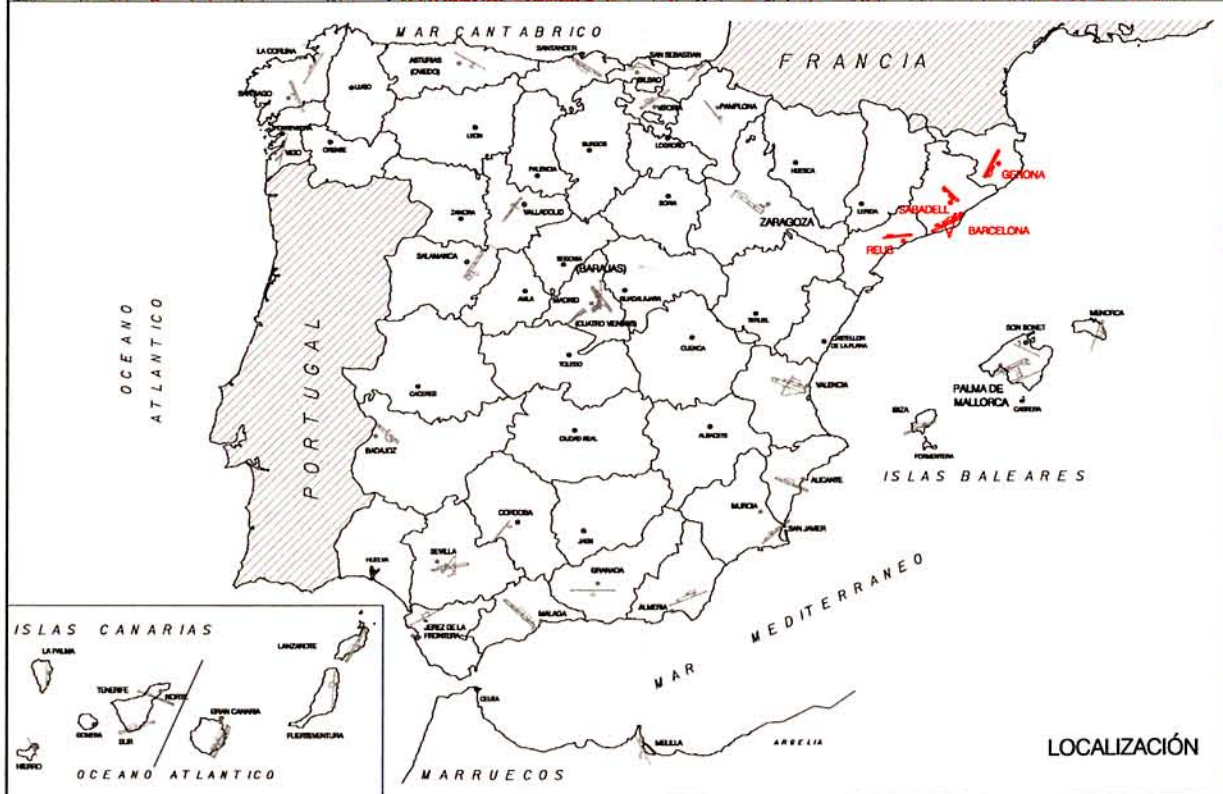 MAR CANTABRICO
LA CORUÑA
SANTANDER
SAN SEBASTIAN
ASTURIAS
(OVIEDO)
FRANCIA
BILBAO
SANTIAGO
LUGO
VITORIA
PAMPLONA
PONTEVEDRA
LEON
BURGOS
LOGROÑO
VIGO
ORENSE
PALENCIA
HUESCA
GERONA
ZAMORA
VALLADOLID
SORIA
ZARAGOZA
LERIDA
SABADELL
BARCELONA
REUS
SALAMANCA
SEGOVIA
(BARAJAS)
AVILA
MADRID
GUADALAJARA
(CUATRO VIENTOS)
TERUEL
MENORCA
SON BONET
OCEANO
ATLANTICO
PORTUGAL
TOLEDO
CUENCA
CASTELLON
DE LA PLANA
CACERES
VALENCIA
PALMA DE
MALLORCA
CABRERA
IBIZA
BADAJOZ
CIUDAD REAL
ALBACETE
FORMENTERA
ISLAS BALEARES
ALICANTE
CORDOBA
MURCIA
SAN JAVIER
JAEN
SEVILLA
HUELVA
GRANADA
ALMERIA
MALAGA
JEREZ DE LA
FRONTERA
MAR MEDITERRANEO
ISLAS CANARIAS
LA PALMA
LANZAROTE
TENERIFE
NORTE
GOMERA
SUR
GRAN CANARIA
FUERTEVENTURA
HIERRO
OCEANO ATLANTICO
CEUTA
MELILLA
ARGELIA
MARRUECOS
LOCALIZACIÓN